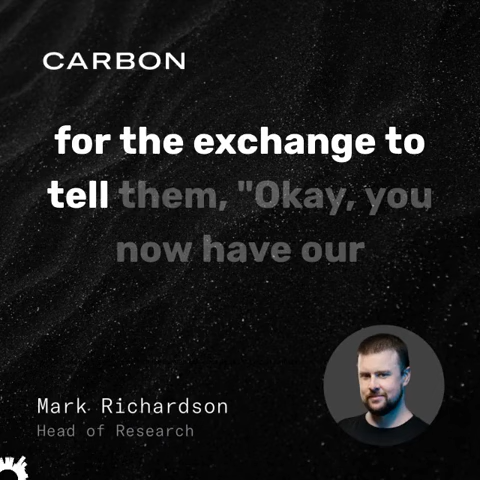 CARBON
for the exchange to
tell them, "Okay, you
now have our
Mark Richardson
Head of Research